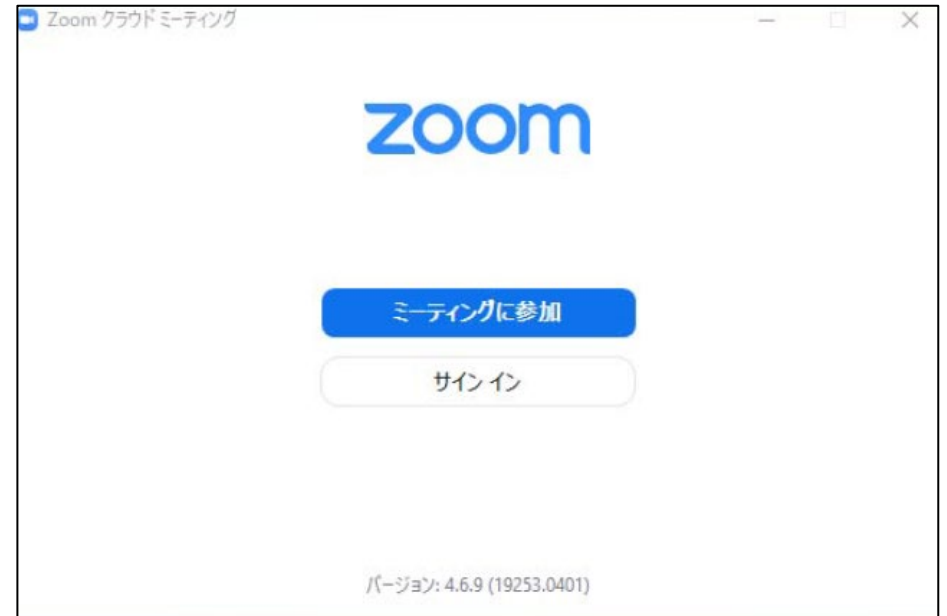 Zoom クラウド ミーティング
zoom
ミーティングに参加
サイン イン
バージョン: 4.6.9 (19253.0401)